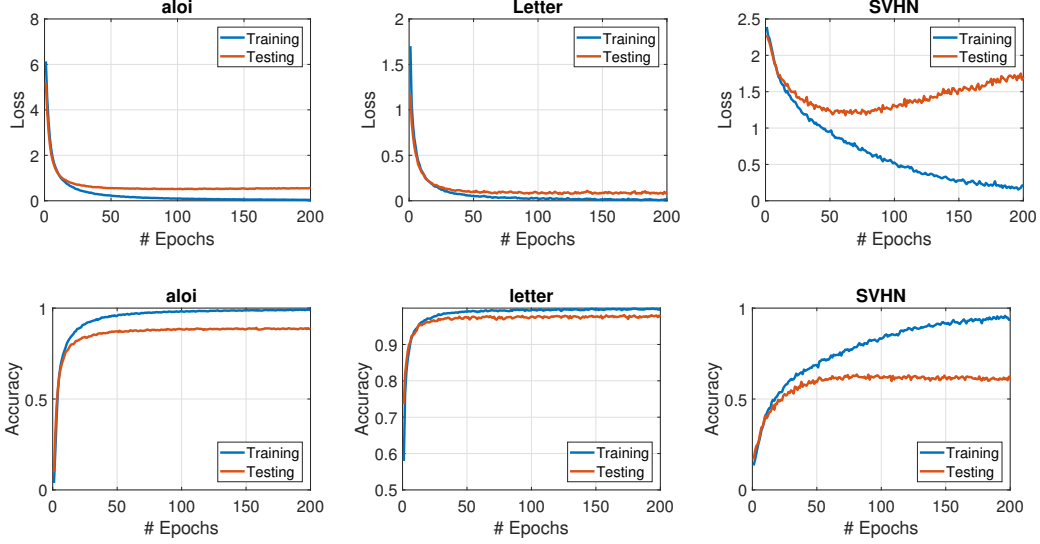 aloi
Loss
8
6
4
2
0
0 50 100 150 200
# Epochs
Training
Testing
Letter
Loss
2
1.5
1
0.5
0
0 50 100 150 200
# Epochs
Training
Testing
SVHN
Loss
2.5
2
1.5
1
0.5
0
0 50 100 150 200
# Epochs
Training
Testing
aloi
Accuracy
1
0.5
0
0 50 100 150 200
# Epochs
Training
Testing
letter
Accuracy
1
0.9
0.8
0.7
0.6
0.5
0 50 100 150 200
# Epochs
Training
Testing
SVHN
Accuracy
1
0.5
0
0 50 100 150 200
# Epochs
Training
Testing